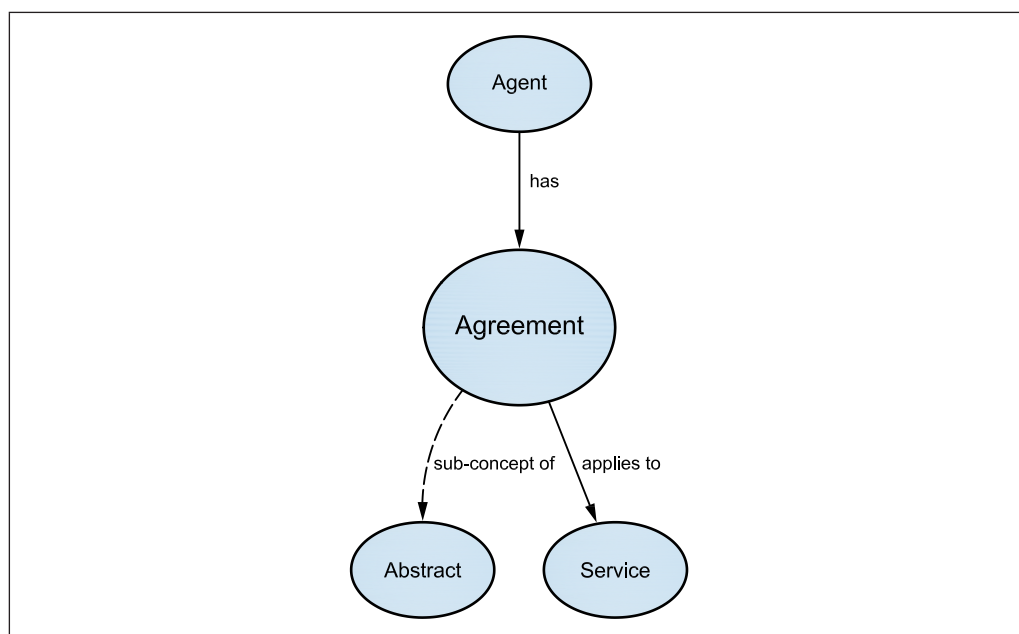 Agent
has
Agreement
sub-concept of
applies to
Abstract
Service